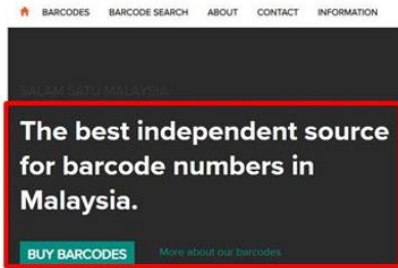 BARCODES BARCODE SEARCH ABOUT CONTACT INFORMATION
SALAM SATU MALAYSIA
The best independent source
for barcode numbers in
Malaysia.
BUY BARCODES More about our barcodes